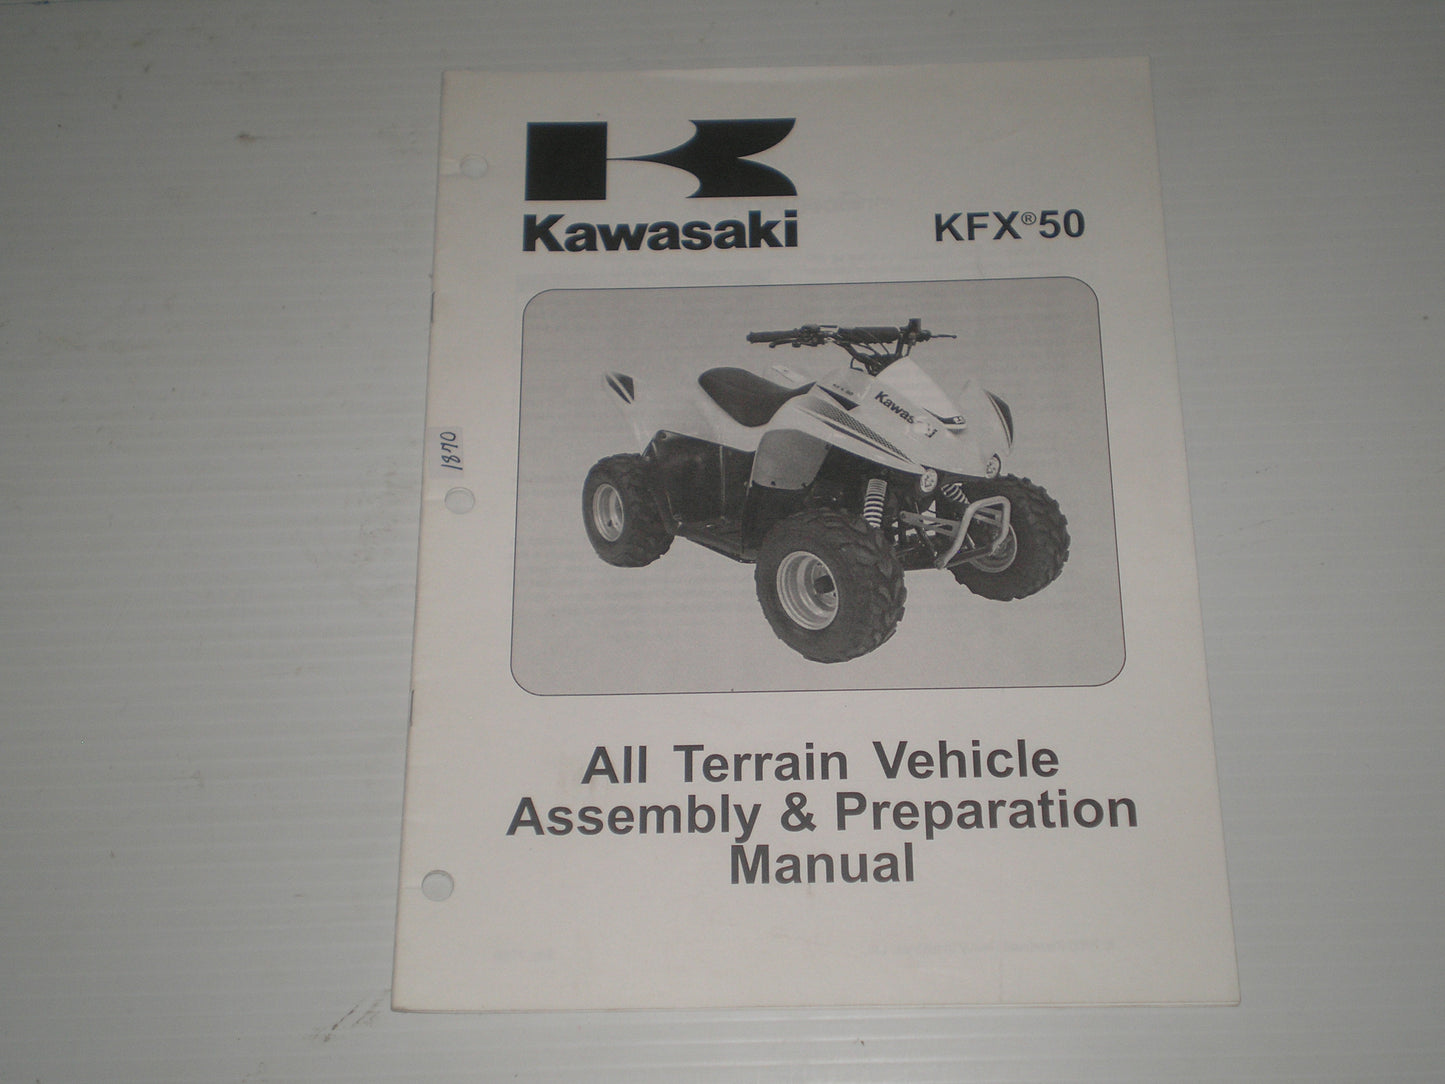 Kawasaki
KFX®50
Kawasaki
1870
All Terrain Vehicle
Assembly & Preparation
Manual